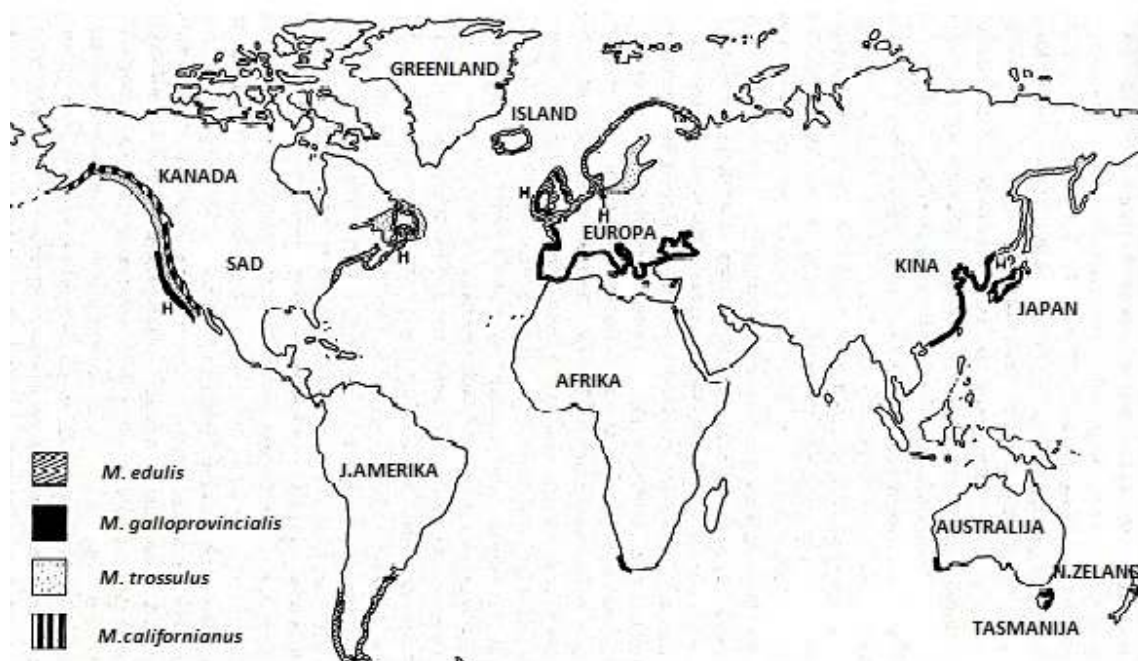 GREENLAND
ISLAND
KANADA
H
H
EUROPA
H
SAD
KINA
H?
H
JAPAN
AFRIKA
J.AMERIKA
AUSTRALIJA
N.ZELAND
TASMANIJA
M. edulis
M. galloprovincialis
M. trossulus
M.californianus